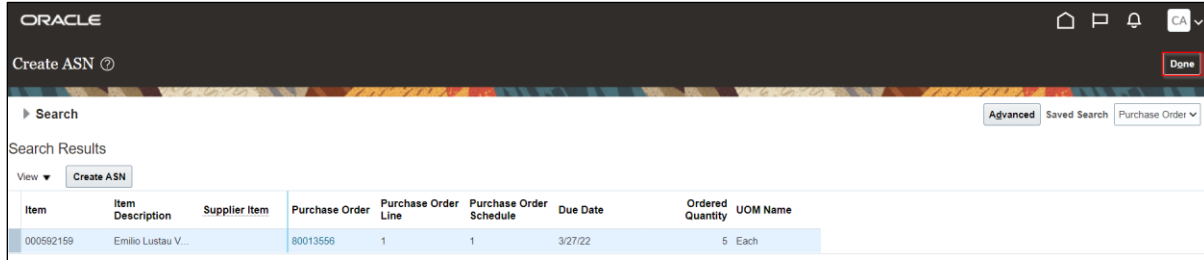 ORACLE
CA
Create ASN
Done
Search
Advanced Saved Search Purchase Order
Search Results
View Create ASN
Item Item Description Supplier Item Purchase Order Purchase Order Line Purchase Order Schedule Due Date Ordered Quantity UOM Name
000592159 Emilio Lustau V... 80013556 1 1 3/27/22 5 Each